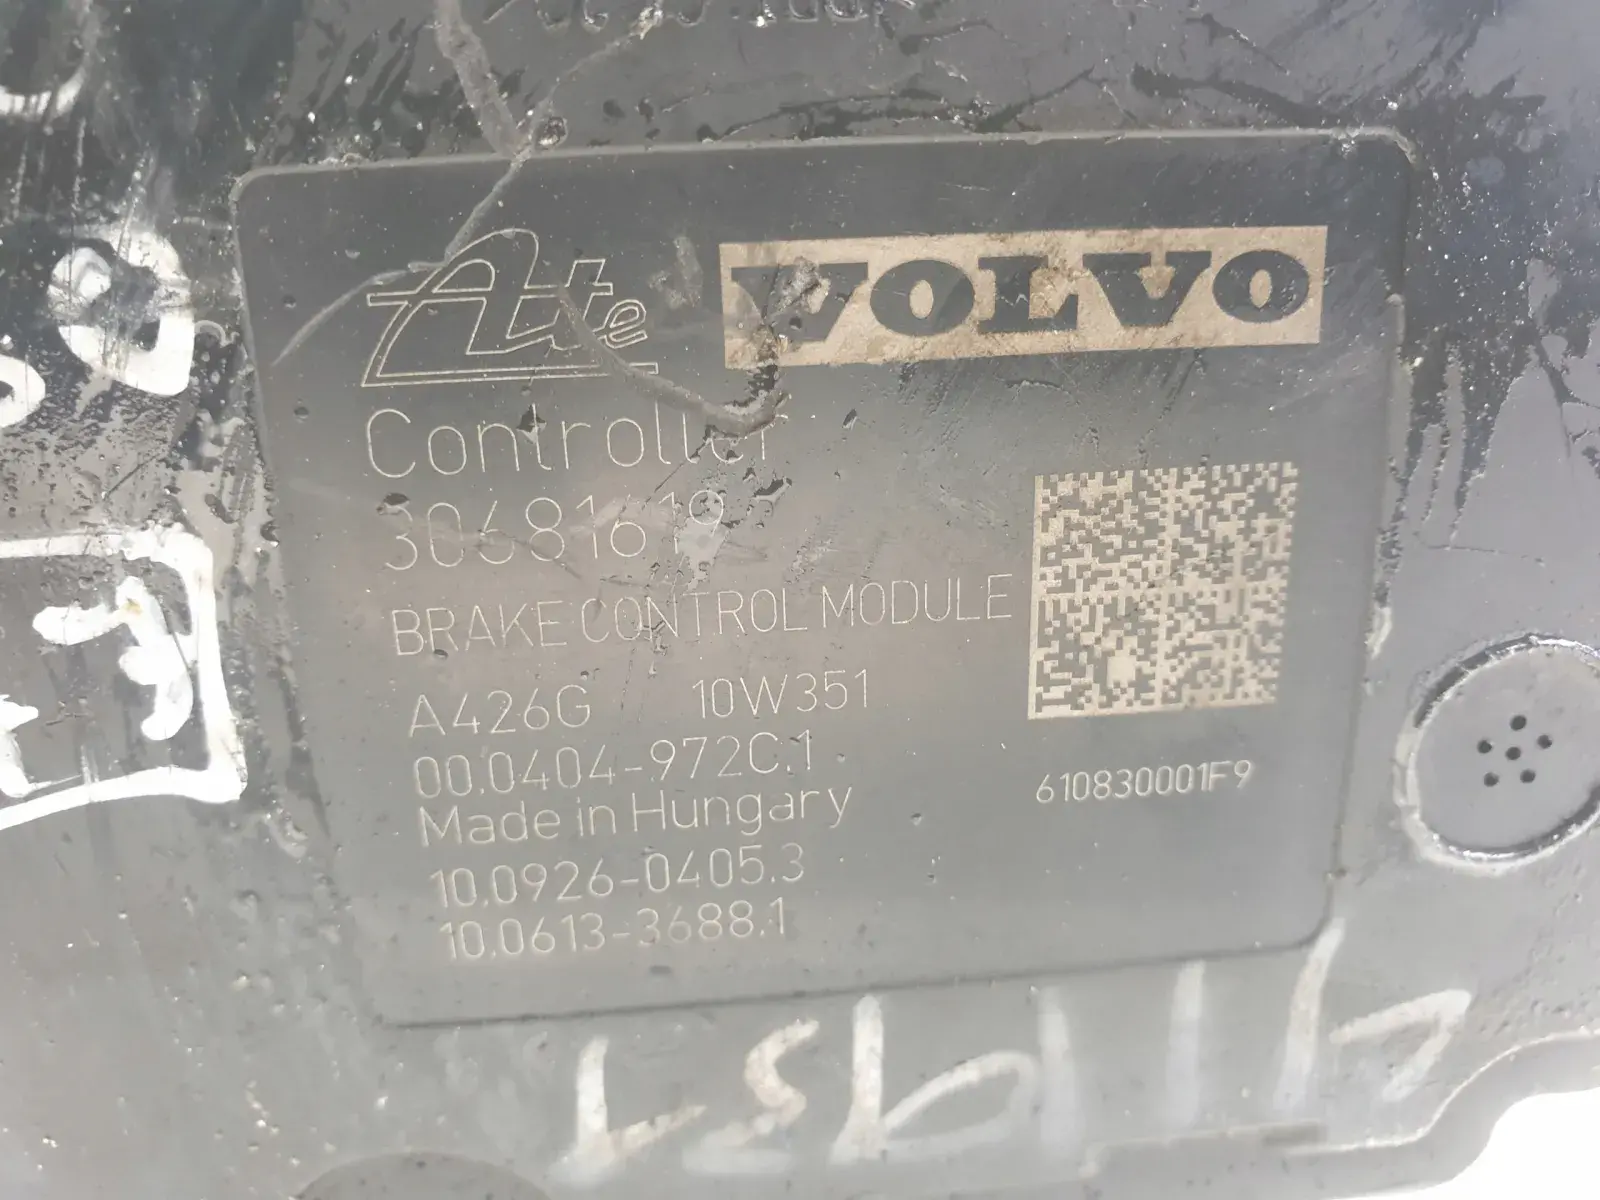 Ate VOLVO
Controller
30681619
BRAKE CONTROL MODULE
A426G 10W351
00.0404-972C.1
610830001F9
Made in Hungary
10.0926-0405.3
10.0613-3688.1